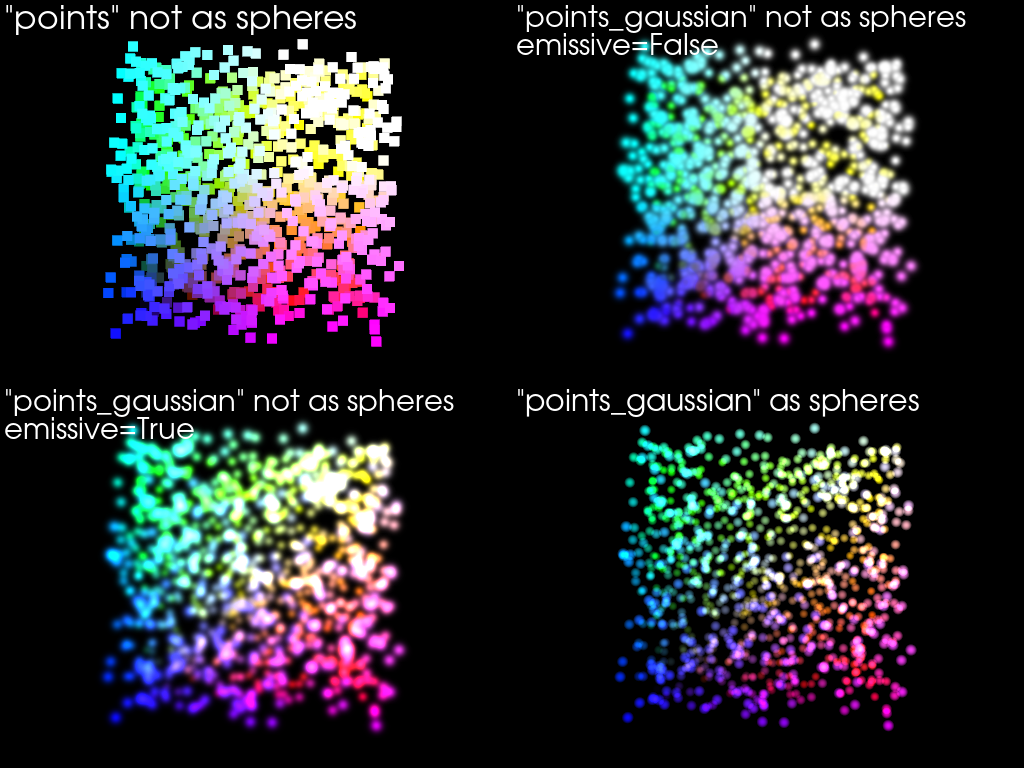 "points" not as spheres
"points_gaussian" not as spheres
emissive=False
"points_gaussian" not as spheres
emissive=True
"points_gaussian" as spheres